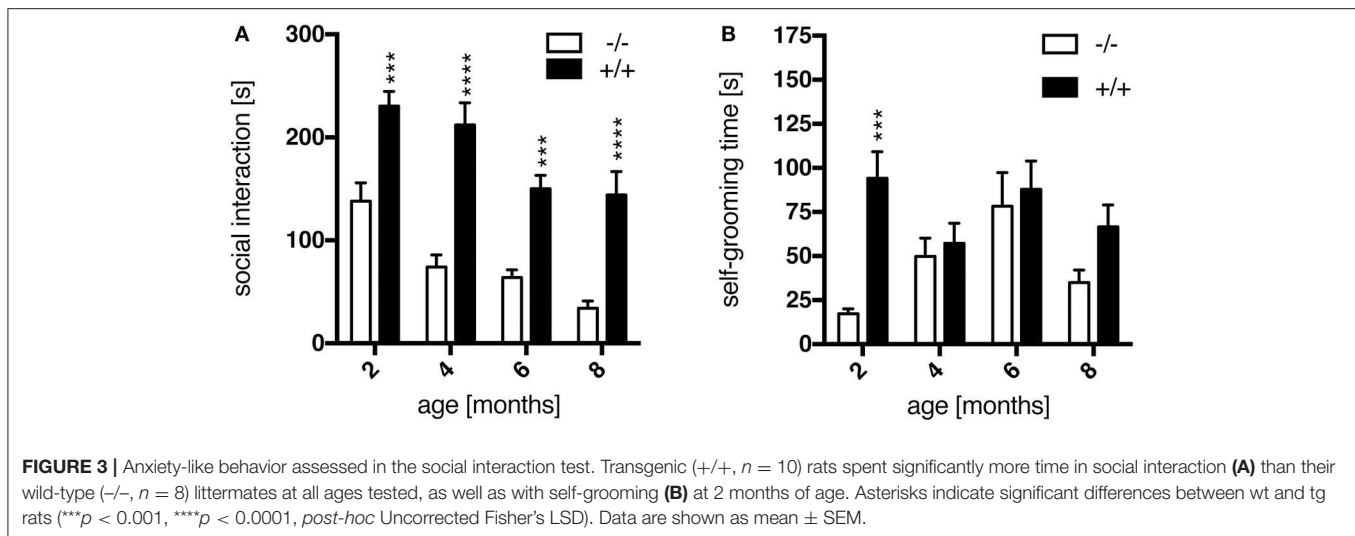 A
300
200
100
0
social interaction [s]
-/-
+/+
***
****
***
****
2 4 6 8
age [months]
B
175
150
125
100
75
50
25
0
self-grooming time [s]
-/-
+/+
***
2 4 6 8
age [months]
FIGURE 3 | Anxiety-like behavior assessed in the social interaction test. Transgenic (+/+, n = 10) rats spent significantly more time in social interaction (A) than their
wild-type (–/–, n = 8) littermates at all ages tested, as well as with self-grooming (B) at 2 months of age. Asterisks indicate significant differences between wt and tg
rats (***p < 0.001, ****p < 0.0001, post-hoc Uncorrected Fisher's LSD). Data are shown as mean ± SEM.